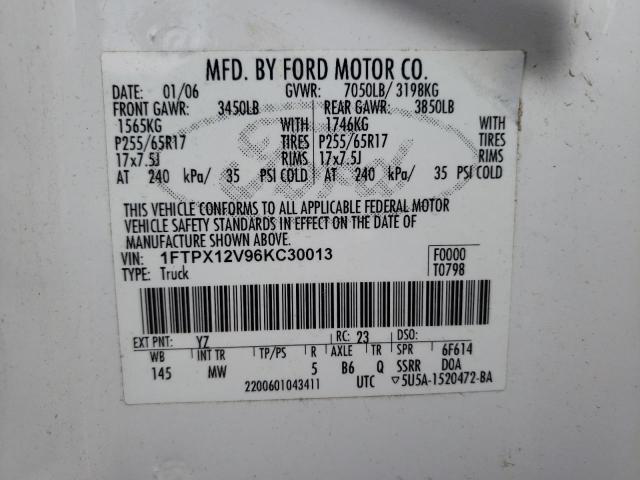 MFD. BY FORD MOTOR CO.
DATE: 01/06 GVWR: 7050LB/ 3198KG
FRONT GAWR: 3450LB REAR GAWR: 3850LB
1565KG WITH 1746KG WITH
P255/65R17 TIRES P255/65R17 TIRES
17x7.5J RIMS 17x7.5J RIMS
AT 240 kPa/ 35 PSI COLD AT 240 kPa/ 35 PSI COLD
THIS VEHICLE CONFORMS TO ALL APPLICABLE FEDERAL MOTOR
VEHICLE SAFETY STANDARDS IN EFFECT ON THE DATE OF
MANUFACTURE SHOWN ABOVE.
VIN: 1FTPX12V96KC30013 F0000
TYPE: Truck T0798
EXT PNT: YZ RC: 23 DSO:
WB INT TR TP/PS R AXLE TR SPR 6F614
145 MW 5 B6 Q SSRR DOA
2200601043411 UTC ▽5U5A-1520472-BA
Ford